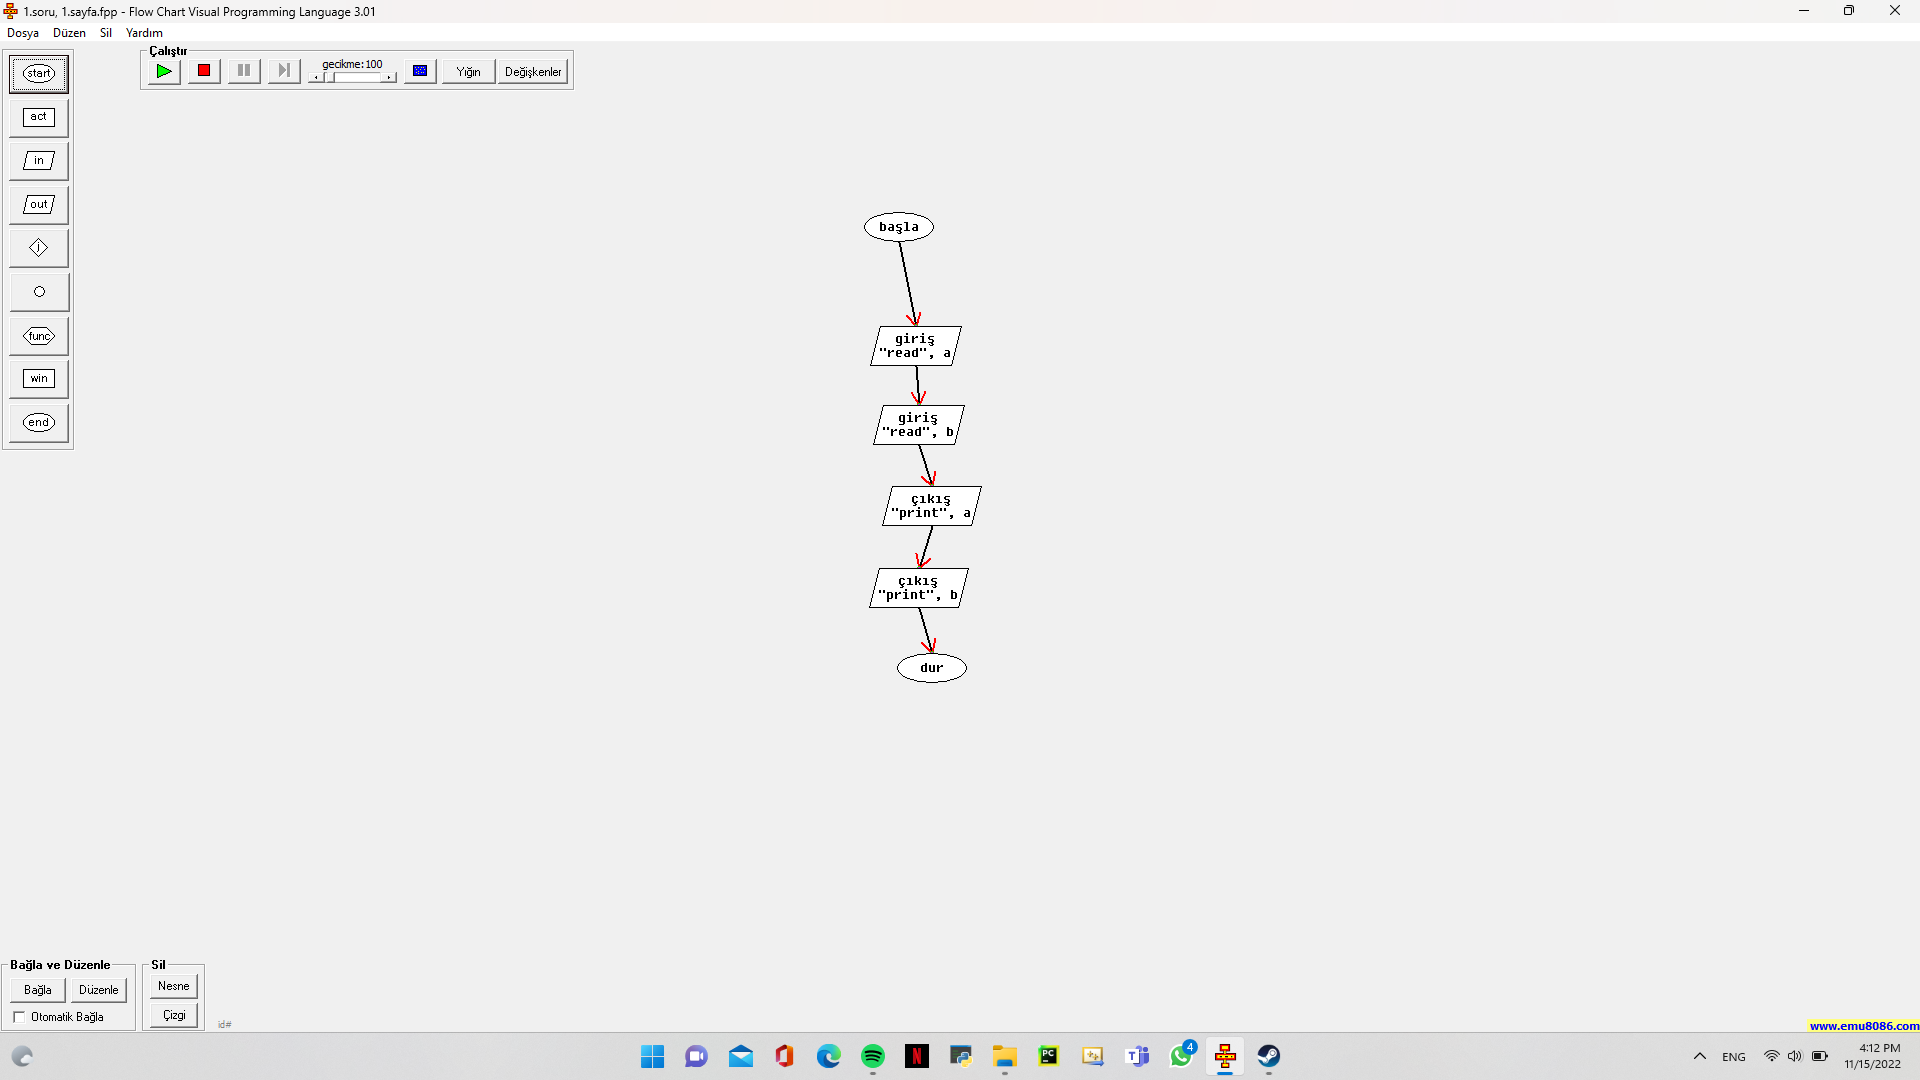 1.soru, 1.sayfa.fpp - Flow Chart Visual Programming Language 3.01
Dosya Düzen Sil Yardım
Çalıştır
gecikme:100
Yığın
Değişkenler
start
act
in
out
j
func
win
end
başla
giriş
"read", a
giriş
"read", b
çıkış
"print", a
çıkış
"print", b
dur
Bağla ve Düzenle
Bağla
Düzenle
Otomatik Bağla
Sil
Nesne
Çizgi
id#
www.emu8086.com
N
PC
T
4
ENG
4:12 PM
11/15/2022